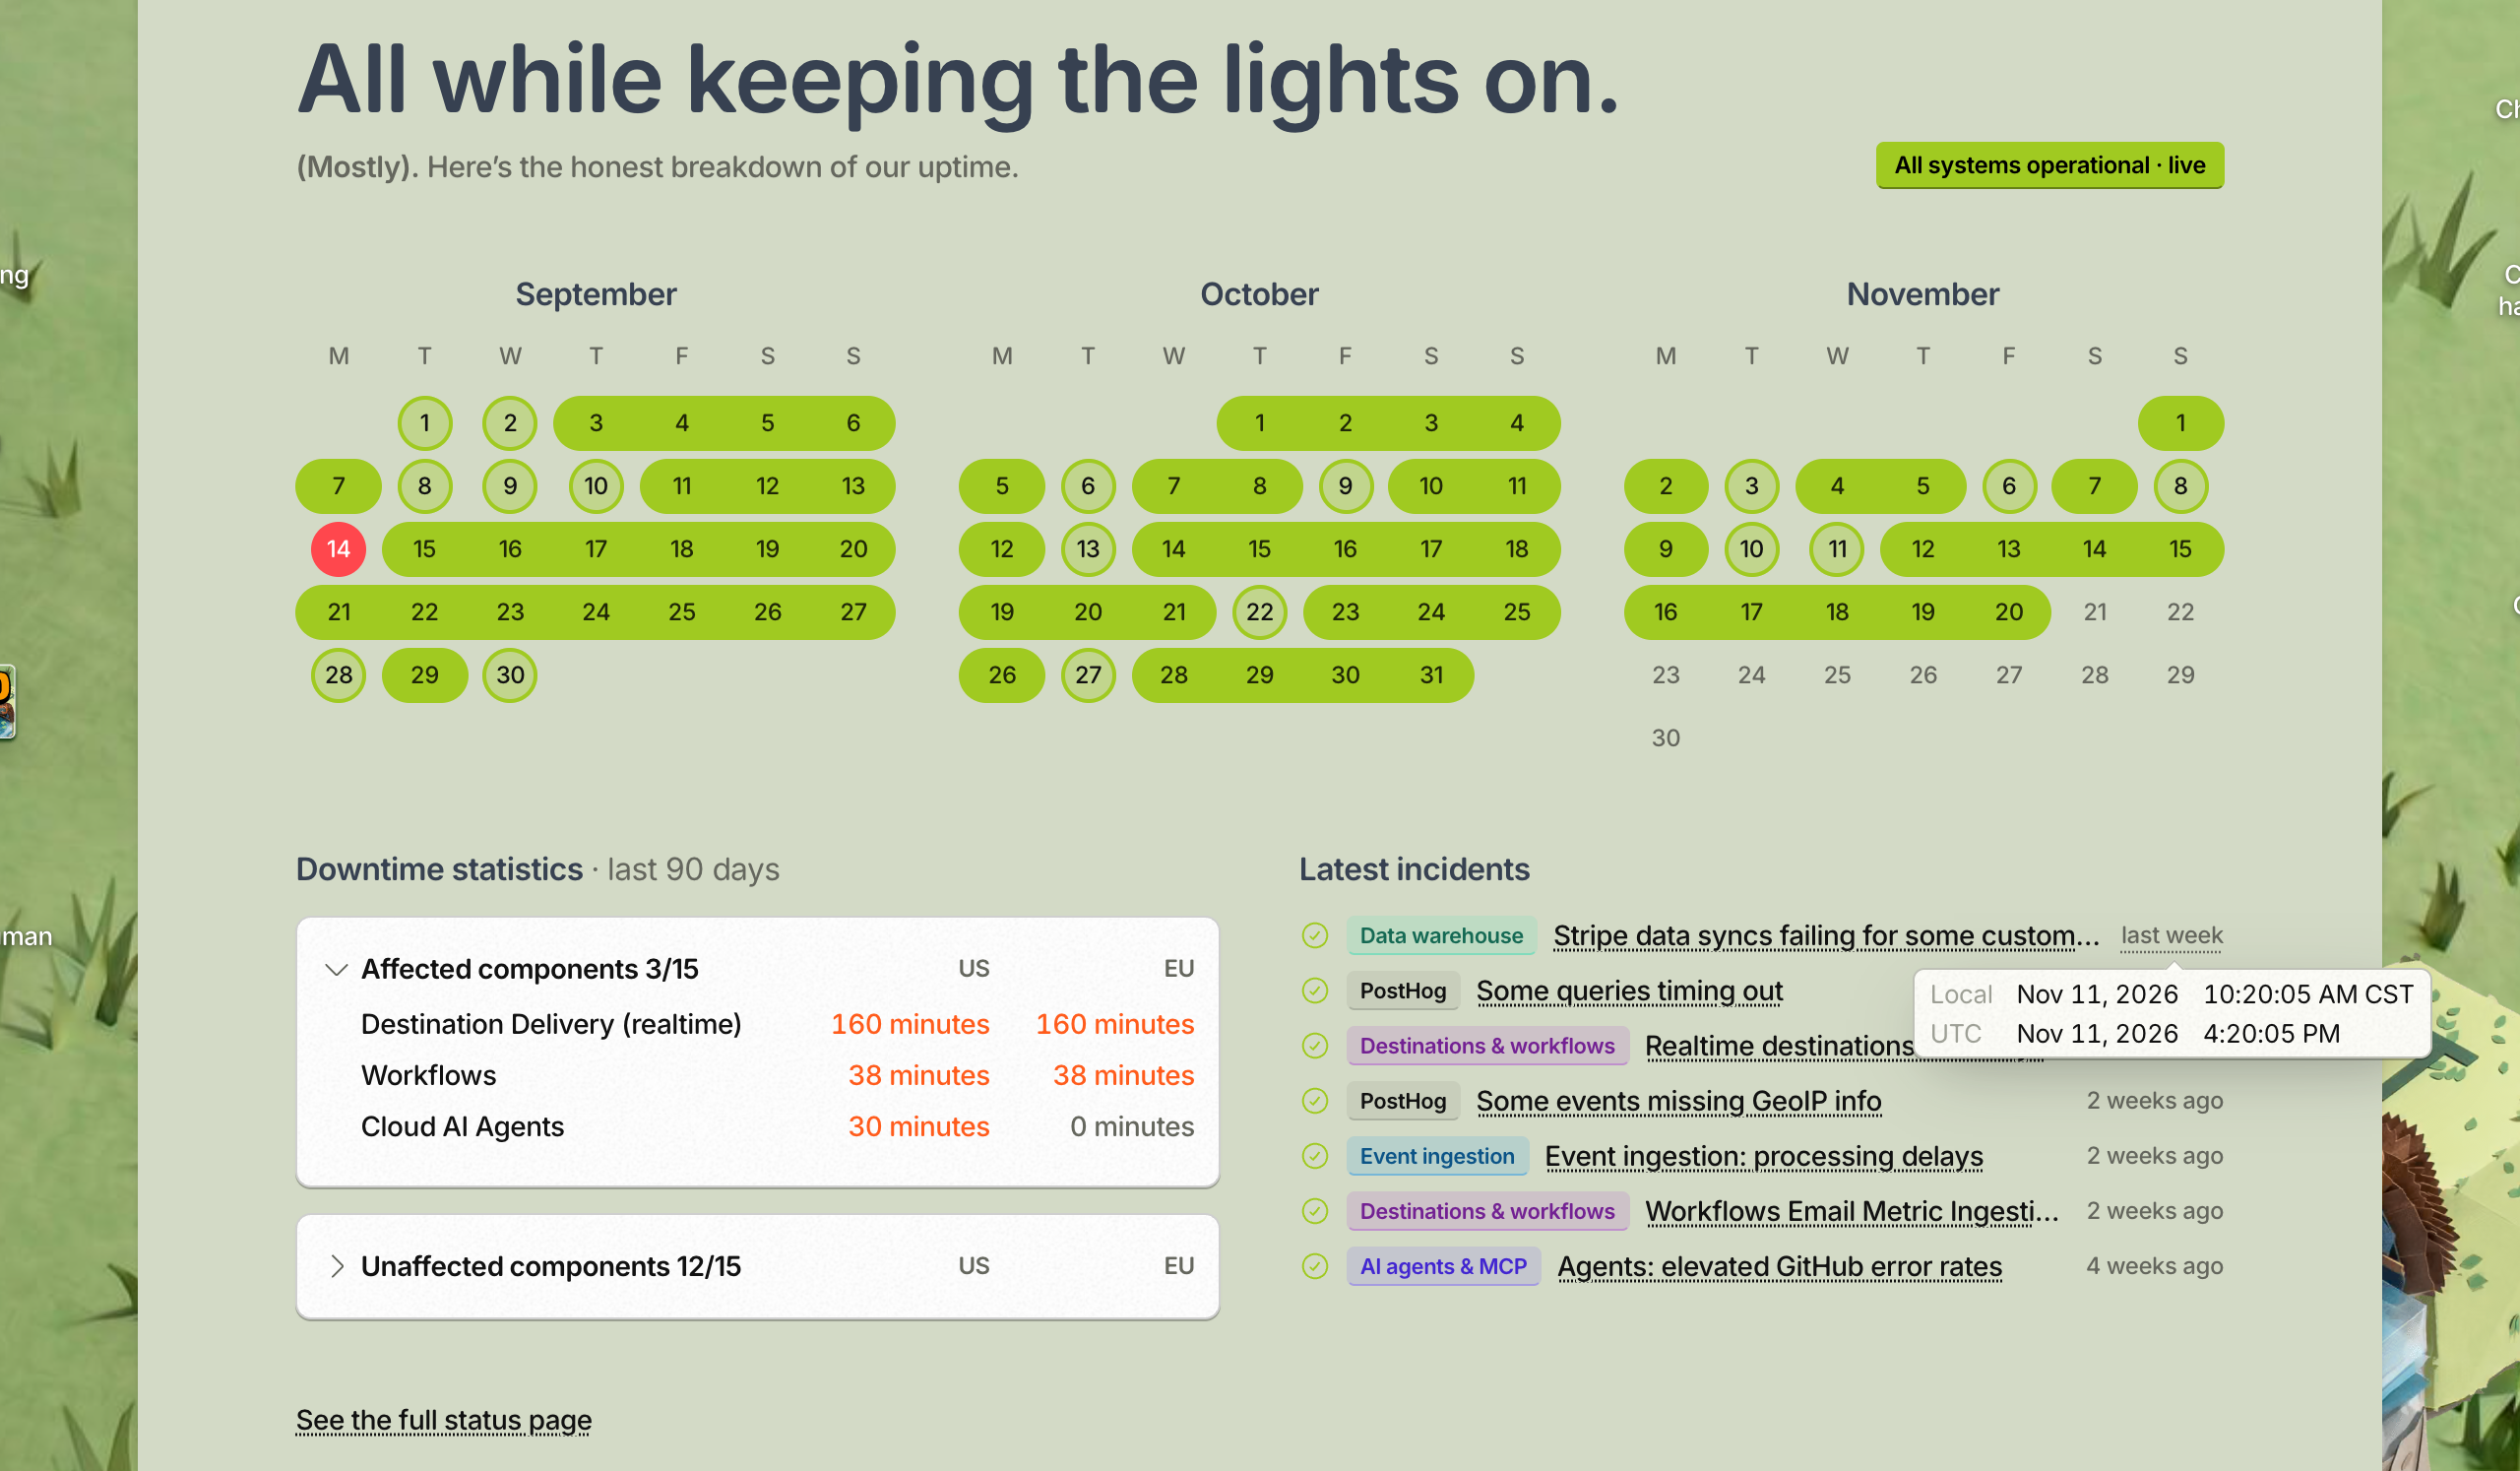 All while keeping the lights on.
(Mostly). Here's the honest breakdown of our uptime.
All systems operational · live
September
M T W T F S S
1 2 3 4 5 6
7 8 9 10 11 12 13
14 15 16 17 18 19 20
21 22 23 24 25 26 27
28 29 30
October
M T W T F S S
1 2 3 4
5 6 7 8 9 10 11
12 13 14 15 16 17 18
19 20 21 22 23 24 25
26 27 28 29 30 31
November
M T W T F S S
1
2 3 4 5 6 7 8
9 10 11 12 13 14 15
16 17 18 19 20 21 22
23 24 25 26 27 28 29
30
Downtime statistics · last 90 days
Affected components 3/15 US EU
Destination Delivery (realtime) 160 minutes 160 minutes
Workflows 38 minutes 38 minutes
Cloud AI Agents 30 minutes 0 minutes
Unaffected components 12/15 US EU
Latest incidents
Data warehouse Stripe data syncs failing for some custom... last week
Local Nov 11, 2026 10:20:05 AM CST
UTC Nov 11, 2026 4:20:05 PM
PostHog Some queries timing out
Destinations & workflows Realtime destinations
PostHog Some events missing GeoIP info 2 weeks ago
Event ingestion Event ingestion: processing delays 2 weeks ago
Destinations & workflows Workflows Email Metric Ingesti... 2 weeks ago
AI agents & MCP Agents: elevated GitHub error rates 4 weeks ago
See the full status page